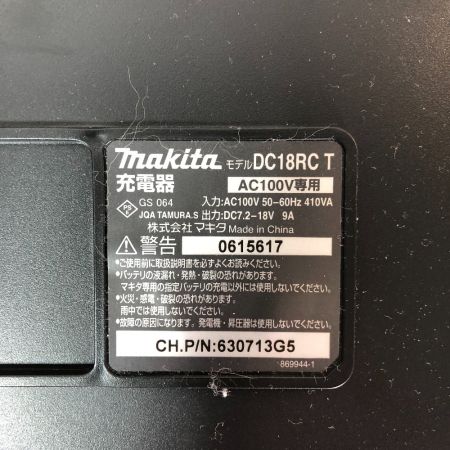 makita モデル DC18RC T
充電器 AC100V専用
PS E GS 064 入力:AC100V 50-60Hz 410VA
JQA TAMURA.S 出力:DC7.2-18V 9A
株式会社 マキタ Made in China
警告 0615617
•ご使用前に取扱説明書を必ずよくお読みください。
•バッテリの液漏れ・発熱・破裂の恐れがあります。
マキタ専用の指定バッテリの充電以外には使用しないでください。
•火災・感電・破裂の恐れがあります。
雨中では使用しないでください。
•故障の原因になります。発電機・昇圧器は使用しないでください。
CH.P/N:630713G5
869944-1